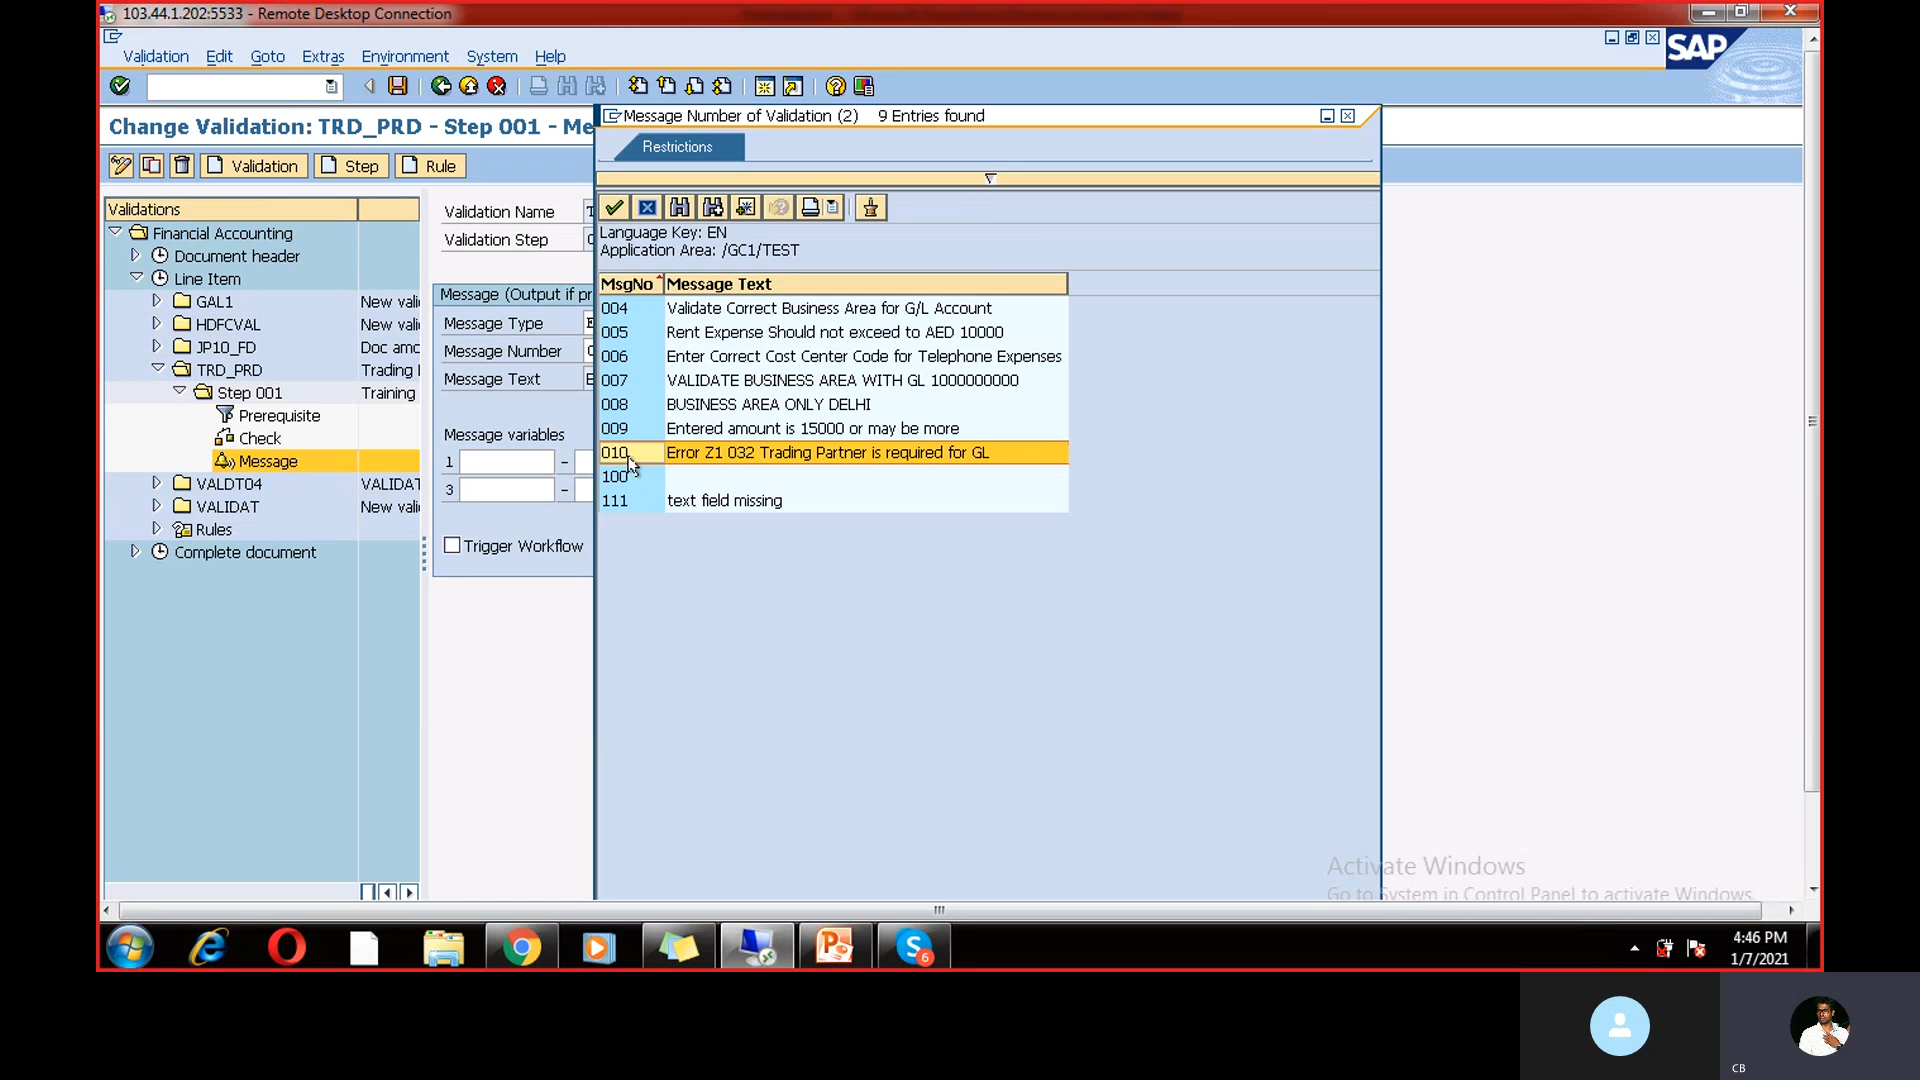 103.44.1.202:5533 - Remote Desktop Connection
Validation Edit Goto Extras Environment System Help
SAP
Change Validation: TRD_PRD - Step 001 - Me
Validation Step Rule
Validations
Financial Accounting
Document header
Line Item
GAL1 New vali
HDFCVAL New vali
JP10_FD Doc amo
TRD_PRD Trading
Step 001 Training
Prerequisite
Check
Message
VALDT04 VALIDAT
VALIDAT New vali
Rules
Complete document
Validation Name T
Validation Step
Message (Output if pr
Message Type E
Message Number 0
Message Text E
Message variables
1 -
3 -
Trigger Workflow
Message Number of Validation (2) 9 Entries found
Restrictions
Language Key: EN
Application Area: /GC1/TEST
MsgNo Message Text
004 Validate Correct Business Area for G/L Account
005 Rent Expense Should not exceed to AED 10000
006 Enter Correct Cost Center Code for Telephone Expenses
007 VALIDATE BUSINESS AREA WITH GL 1000000000
008 BUSINESS AREA ONLY DELHI
009 Entered amount is 15000 or may be more
010 Error Z1 032 Trading Partner is required for GL
100
111 text field missing
Activate Windows
Go to System in Control Panel to activate Windows.
6
4:46 PM
1/7/2021
CB